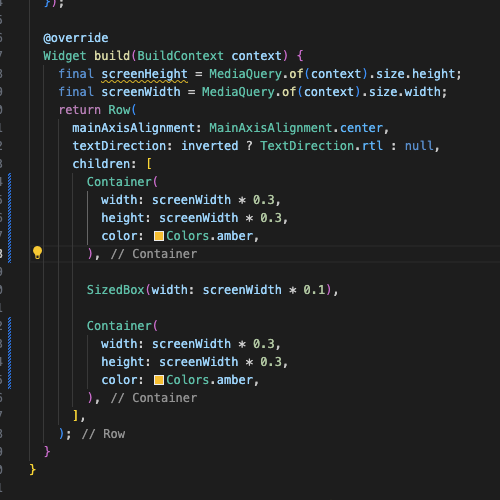 });
@override
Widget build(BuildContext context) {
final screenHeight = MediaQuery.of(context).size.height;
final screenWidth = MediaQuery.of(context).size.width;
return Row(
mainAxisAlignment: MainAxisAlignment.center,
textDirection: inverted ? TextDirection.rtl : null,
children: [
Container(
width: screenWidth * 0.3,
height: screenWidth * 0.3,
color: Colors.amber,
), // Container
SizedBox(width: screenWidth * 0.1),
Container(
width: screenWidth * 0.3,
height: screenWidth * 0.3,
color: Colors.amber,
), // Container
],
); // Row
}
}